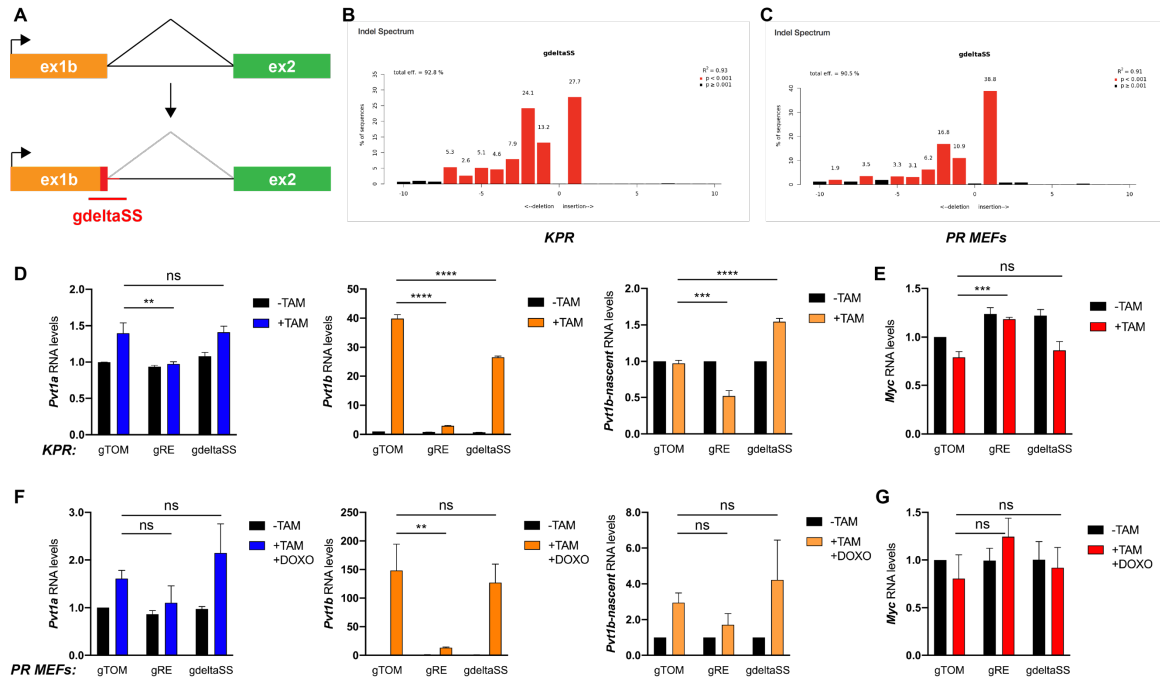 A
ex1b
ex2
ex1b
ex2
gdeltaSS
B
Indel Spectrum
gdeltaSS
total eff. = 92.8 %
R² = 0.93
p < 0.001
p ≥ 0.001
% of sequences
35
30
25
20
15
10
5
0
5.3
2.6
5.1
4.6
7.9
24.1
13.2
27.7
-10
-5
0
5
10
<--deletion insertion-->
KPR
C
Indel Spectrum
gdeltaSS
total eff. = 90.5 %
R² = 0.91
p < 0.001
p ≥ 0.001
% of sequences
40
30
20
10
0
1.9
3.5
3.3
3.1
6.2
16.8
10.9
38.8
-10
-5
0
5
10
<--deletion insertion-->
PR MEFs
D
Pvt1a RNA levels
2.0
1.5
1.0
0.5
0.0
ns
**
-TAM
+TAM
KPR:
gTOM
gRE
gdeltaSS
Pvt1b RNA levels
60
40
20
0
****
****
-TAM
+TAM
gTOM
gRE
gdeltaSS
Pvt1b-nascent RNA levels
2.0
1.5
1.0
0.5
0.0
****
***
-TAM
+TAM
gTOM
gRE
gdeltaSS
E
Myc RNA levels
1.5
1.0
0.5
0.0
ns
***
-TAM
+TAM
gTOM
gRE
gdeltaSS
F
Pvt1a RNA levels
3.0
2.0
1.0
0.0
ns
ns
-TAM
+TAM
+DOXO
PR MEFs:
gTOM
gRE
gdeltaSS
Pvt1b RNA levels
250
200
150
100
50
0
ns
**
-TAM
+TAM
+DOXO
gTOM
gRE
gdeltaSS
Pvt1b-nascent RNA levels
8.0
6.0
4.0
2.0
0.0
ns
ns
-TAM
+TAM
+DOXO
gTOM
gRE
gdeltaSS
G
Myc RNA levels
1.5
1.0
0.5
0.0
ns
ns
-TAM
+TAM
+DOXO
gTOM
gRE
gdeltaSS